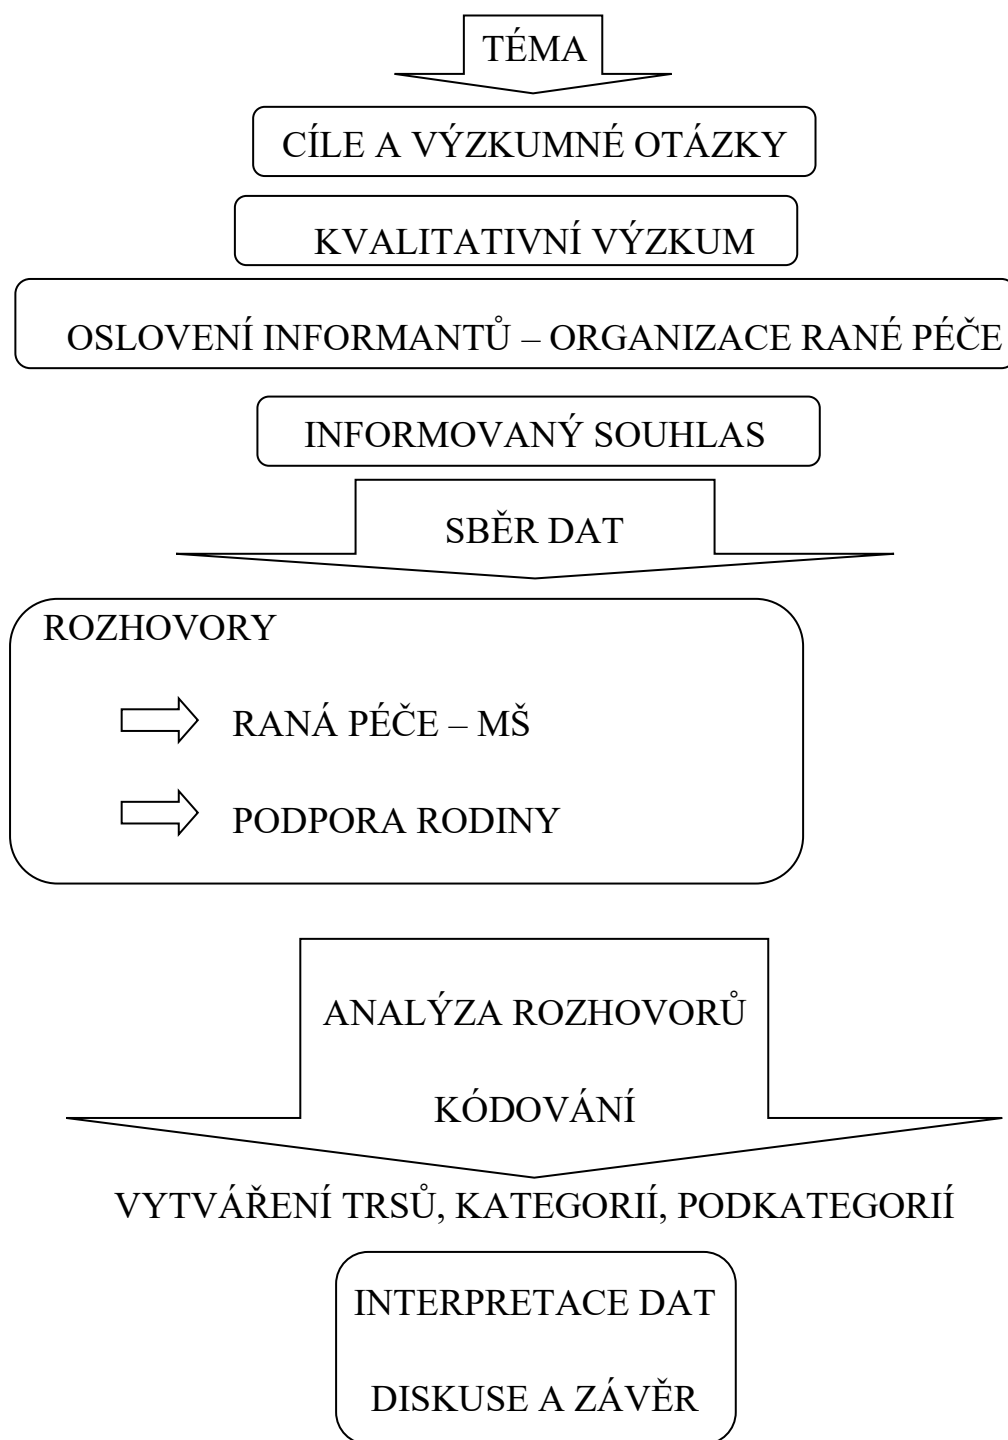 TÉMA
CÍLE A VÝZKUMNÉ OTÁZKY
KVALITATIVNÍ VÝZKUM
OSLOVENÍ INFORMANTŮ – ORGANIZACE RANÉ PÉČE
INFORMOVANÝ SOUHLAS
SBĚR DAT
ROZHOVORY
RANÁ PÉČE – MŠ
PODPORA RODINY
ANALÝZA ROZHOVORŮ
KÓDOVÁNÍ
VYTVÁŘENÍ TRSŮ, KATEGORIÍ, PODKATEGORIÍ
INTERPRETACE DAT
DISKUSE A ZÁVĚR